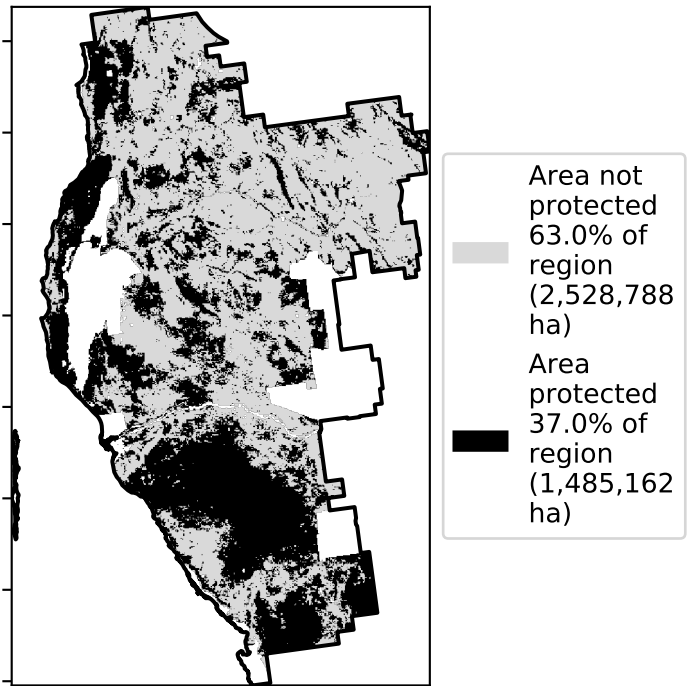 Area not
protected
63.0% of
region
(2,528,788
ha)
Area
protected
37.0% of
region
(1,485,162
ha)